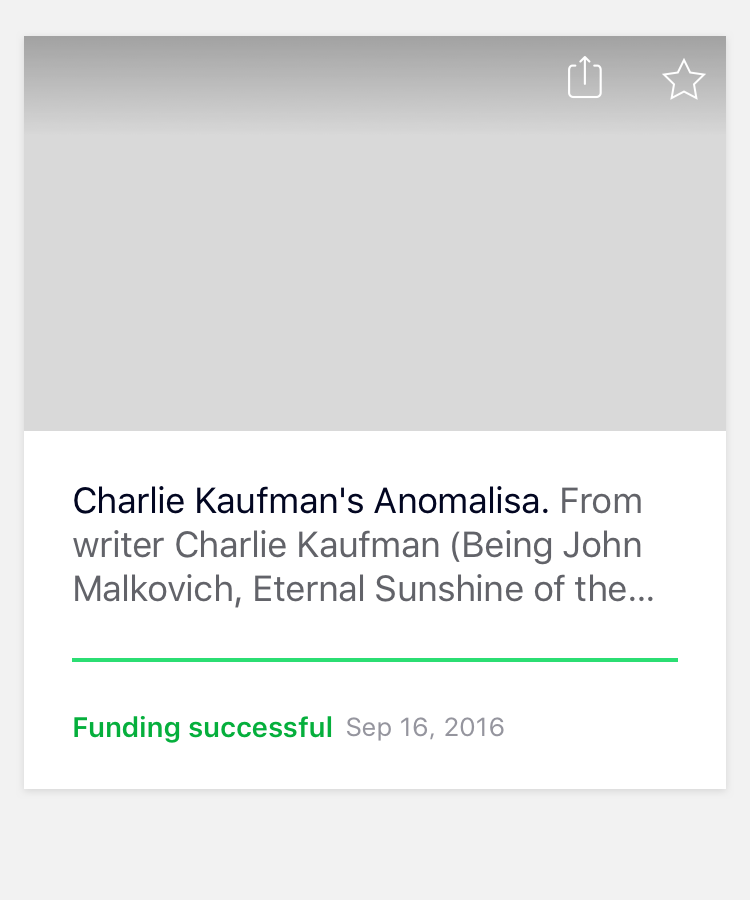 Charlie Kaufman's Anomalisa. From
writer Charlie Kaufman (Being John
Malkovich, Eternal Sunshine of the...
Funding successful Sep 16, 2016